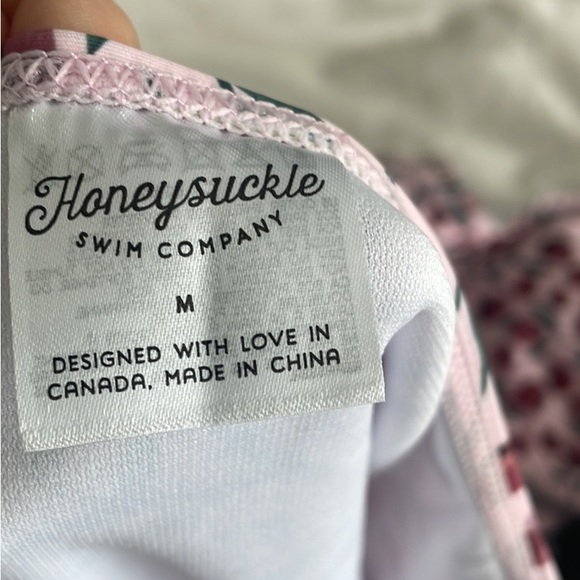 Honeysuckle
SWIM COMPANY
M
DESIGNED WITH LOVE IN
CANADA, MADE IN CHINA